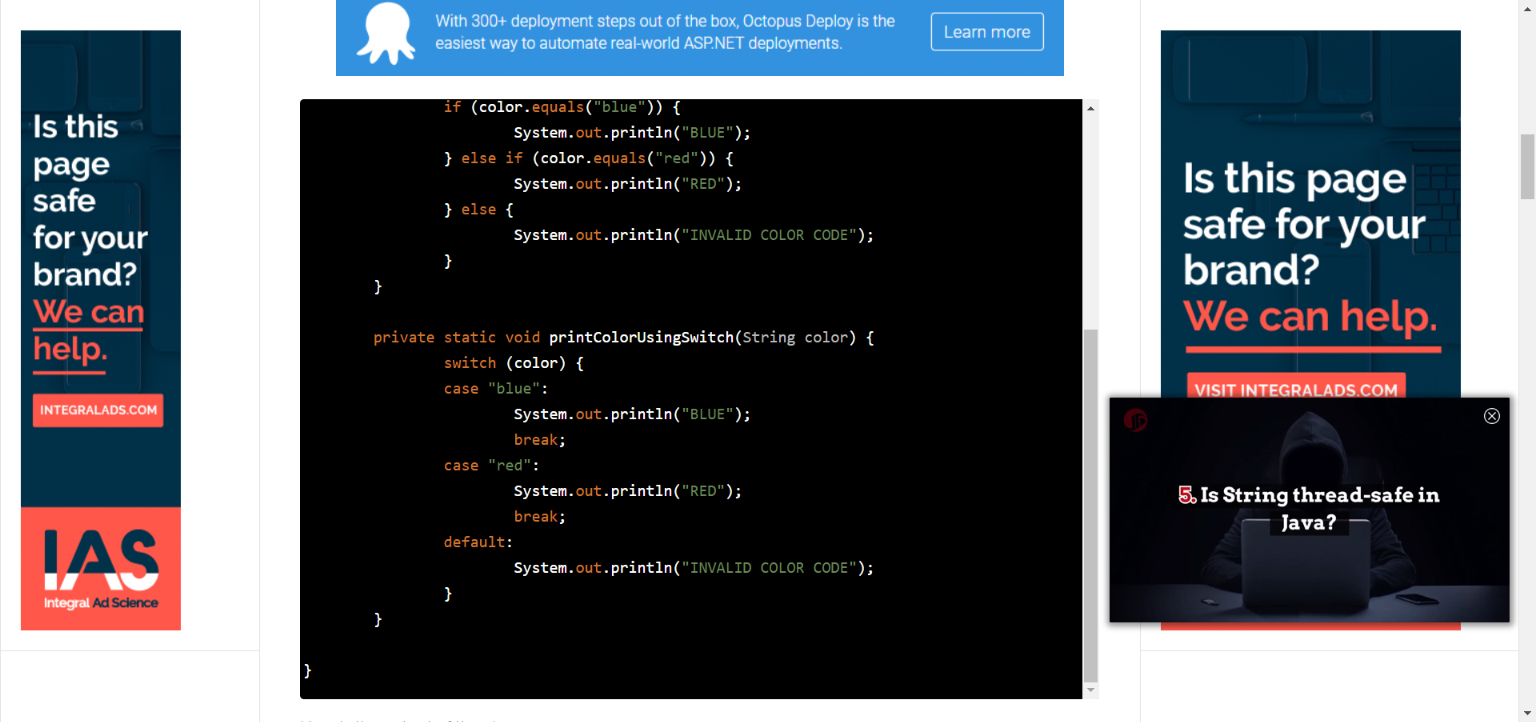 With 300+ deployment steps out of the box, Octopus Deploy is the
easiest way to automate real-world ASP.NET deployments.
Learn more
Is this
page
safe
for your
brand?
We can
help.
INTEGRALADS.COM
IAS
Integral Ad Science
if (color.equals("blue")) {
System.out.println("BLUE");
} else if (color.equals("red")) {
System.out.println("RED");
} else {
System.out.println("INVALID COLOR CODE");
}
}
private static void printColorUsingSwitch(String color) {
switch (color) {
case "blue":
System.out.println("BLUE");
break;
case "red":
System.out.println("RED");
break;
default:
System.out.println("INVALID COLOR CODE");
}
}
}
Is this page
safe for your
brand?
We can help.
VISIT INTEGRALADS.COM
5. Is String thread-safe in
Java?